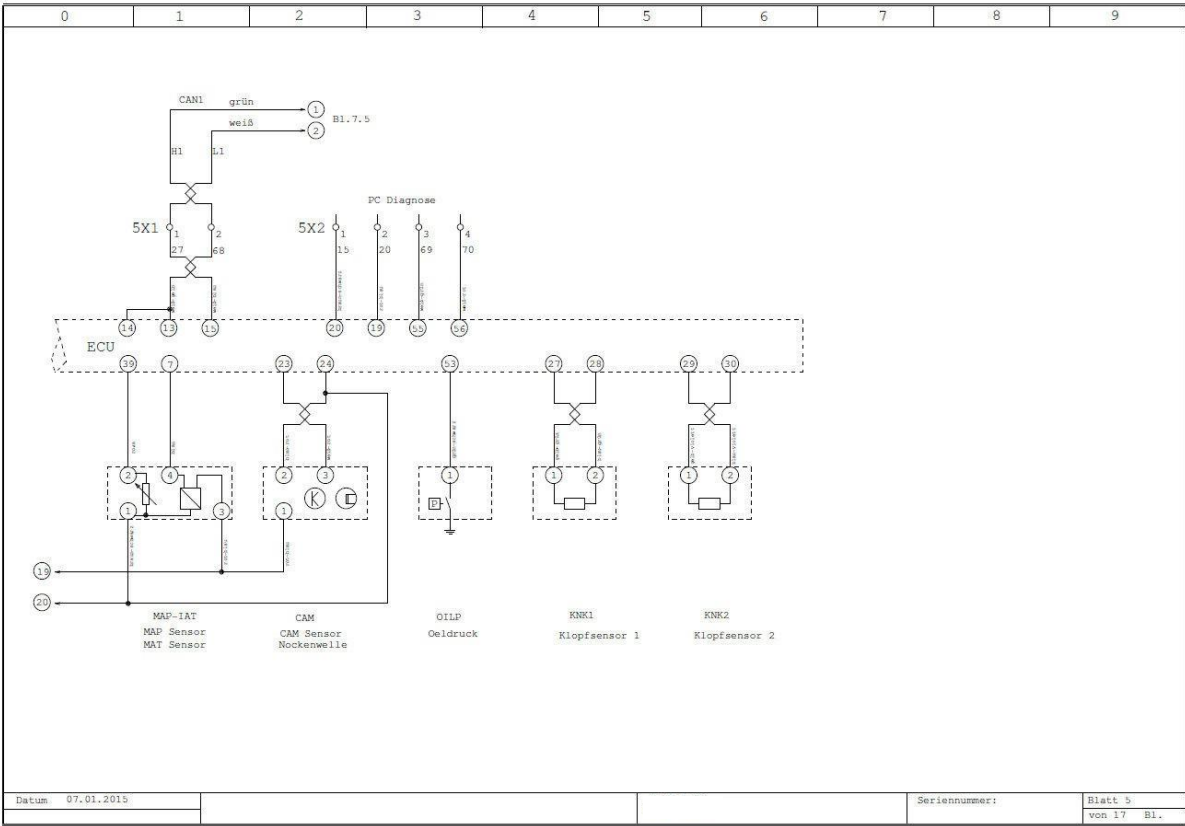 0 1 2 3 4 5 6 7 8 9
CAN1 grün 1
weiß 2 Bl.7.5
H1 L1
PC Diagnose
5X1 1 2 5X2 1 2 3 4
27 68 15 20 69 70
14 13 15 20 19 55 56
ECU
39 7 23 24 53 27 28 29 30
2 4 2 3 1 1 2 1 2
K
P
1 3 1
19
20
MAP-IAT CAM OILP KNK1 KNK2
MAP Sensor CAM Sensor Oeldruck Klopfsensor 1 Klopfsensor 2
MAT Sensor Nockenwelle
Datum 07.01.2015 Seriennummer: Blatt 5
von 17 Bl.